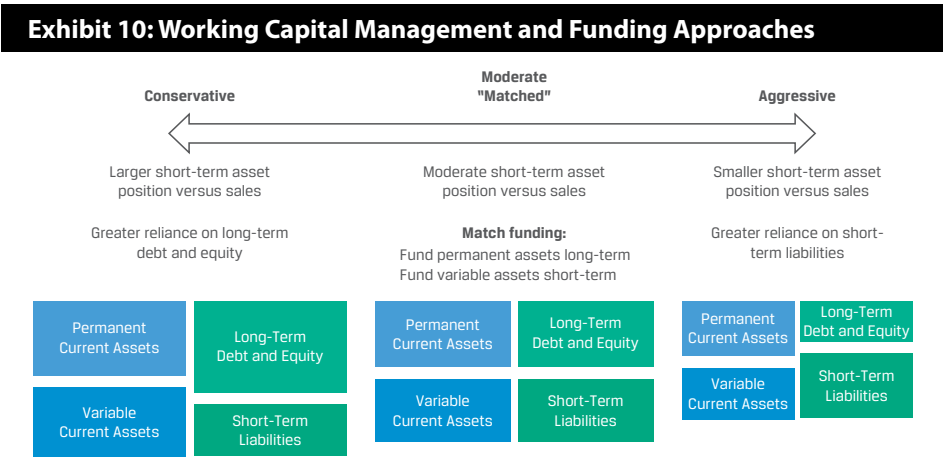 Exhibit 10: Working Capital Management and Funding Approaches
Conservative
Moderate
"Matched"
Aggressive
Larger short-term asset
position versus sales
Moderate short-term asset
position versus sales
Smaller short-term asset
position versus sales
Greater reliance on long-term
debt and equity
Match funding:
Fund permanent assets long-term
Fund variable assets short-term
Greater reliance on short-
term liabilities
Permanent
Current Assets
Long-Term
Debt and Equity
Variable
Current Assets
Short-Term
Liabilities
Permanent
Current Assets
Long-Term
Debt and Equity
Variable
Current Assets
Short-Term
Liabilities
Permanent
Current Assets
Long-Term
Debt and Equity
Variable
Current Assets
Short-Term
Liabilities